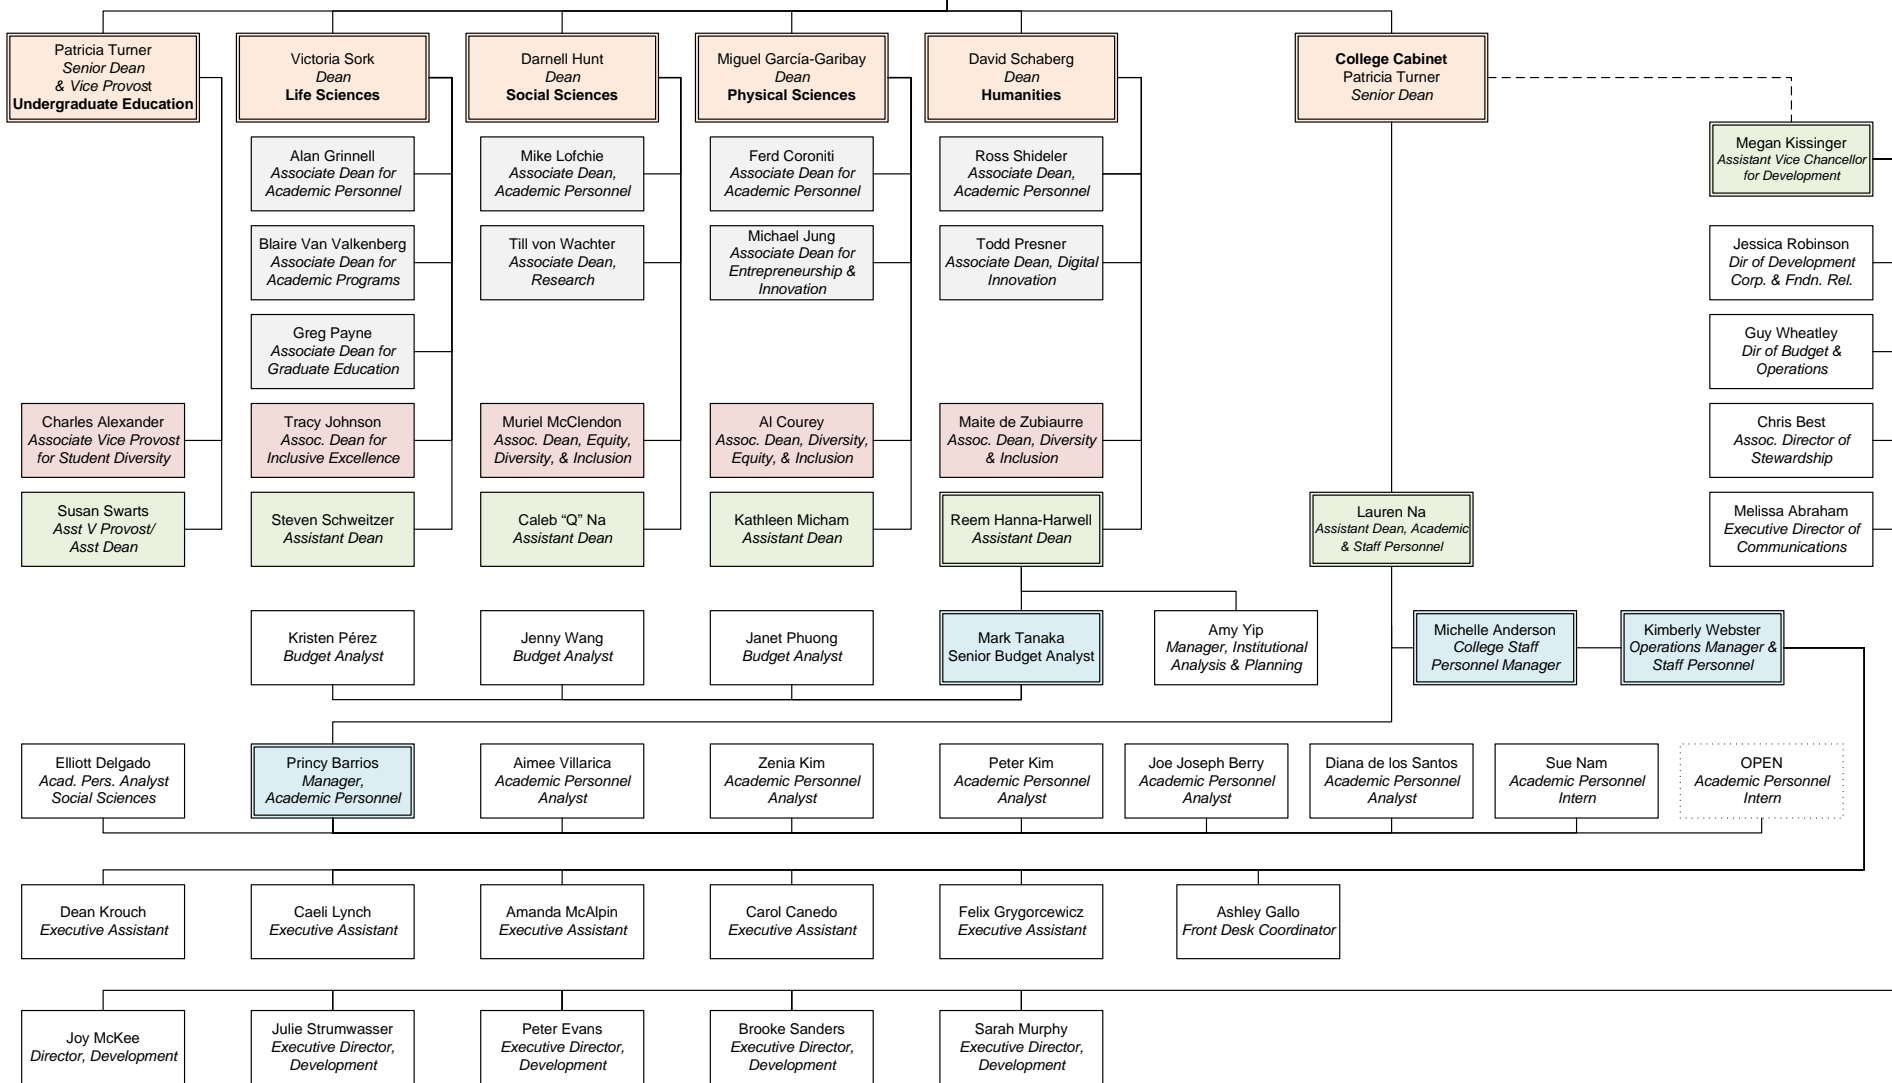 Patricia Turner
Senior Dean
& Vice Provost
Undergraduate Education
Victoria Sork
Dean
Life Sciences
Darnell Hunt
Dean
Social Sciences
Miguel García-Garibay
Dean
Physical Sciences
David Schaberg
Dean
Humanities
College Cabinet
Patricia Turner
Senior Dean
Megan Kissinger
Assistant Vice Chancellor
for Development
Alan Grinnell
Associate Dean for
Academic Personnel
Mike Lofchie
Associate Dean,
Academic Personnel
Ferd Coroniti
Associate Dean for
Academic Personnel
Ross Shideler
Associate Dean,
Academic Personnel
Blaire Van Valkenberg
Associate Dean for
Academic Programs
Till von Wachter
Associate Dean,
Research
Michael Jung
Associate Dean for
Entrepreneurship &
Innovation
Todd Presner
Associate Dean, Digital
Innovation
Jessica Robinson
Dir of Development
Corp. & Fndn. Rel.
Greg Payne
Associate Dean for
Graduate Education
Guy Wheatley
Dir of Budget &
Operations
Charles Alexander
Associate Vice Provost
for Student Diversity
Tracy Johnson
Assoc. Dean for
Inclusive Excellence
Muriel McClendon
Assoc. Dean, Equity,
Diversity, & Inclusion
Al Courey
Assoc. Dean, Diversity,
Equity, & Inclusion
Maite de Zubiaurre
Assoc. Dean, Diversity
& Inclusion
Chris Best
Assoc. Director of
Stewardship
Susan Swarts
Asst V Provost/
Asst Dean
Steven Schweitzer
Assistant Dean
Caleb “Q” Na
Assistant Dean
Kathleen Micham
Assistant Dean
Reem Hanna-Harwell
Assistant Dean
Lauren Na
Assistant Dean, Academic
& Staff Personnel
Melissa Abraham
Executive Director of
Communications
Kristen Pérez
Budget Analyst
Jenny Wang
Budget Analyst
Janet Phuong
Budget Analyst
Mark Tanaka
Senior Budget Analyst
Amy Yip
Manager, Institutional
Analysis & Planning
Michelle Anderson
College Staff
Personnel Manager
Kimberly Webster
Operations Manager &
Staff Personnel
Elliott Delgado
Acad. Pers. Analyst
Social Sciences
Princy Barrios
Manager,
Academic Personnel
Aimee Villarica
Academic Personnel
Analyst
Zenia Kim
Academic Personnel
Analyst
Peter Kim
Academic Personnel
Analyst
Joe Joseph Berry
Academic Personnel
Analyst
Diana de los Santos
Academic Personnel
Analyst
Sue Nam
Academic Personnel
Intern
OPEN
Academic Personnel
Intern
Dean Krouch
Executive Assistant
Caeli Lynch
Executive Assistant
Amanda McAlpin
Executive Assistant
Carol Canedo
Executive Assistant
Felix Grygorcewicz
Executive Assistant
Ashley Gallo
Front Desk Coordinator
Joy McKee
Director, Development
Julie Strumwasser
Executive Director,
Development
Peter Evans
Executive Director,
Development
Brooke Sanders
Executive Director,
Development
Sarah Murphy
Executive Director,
Development